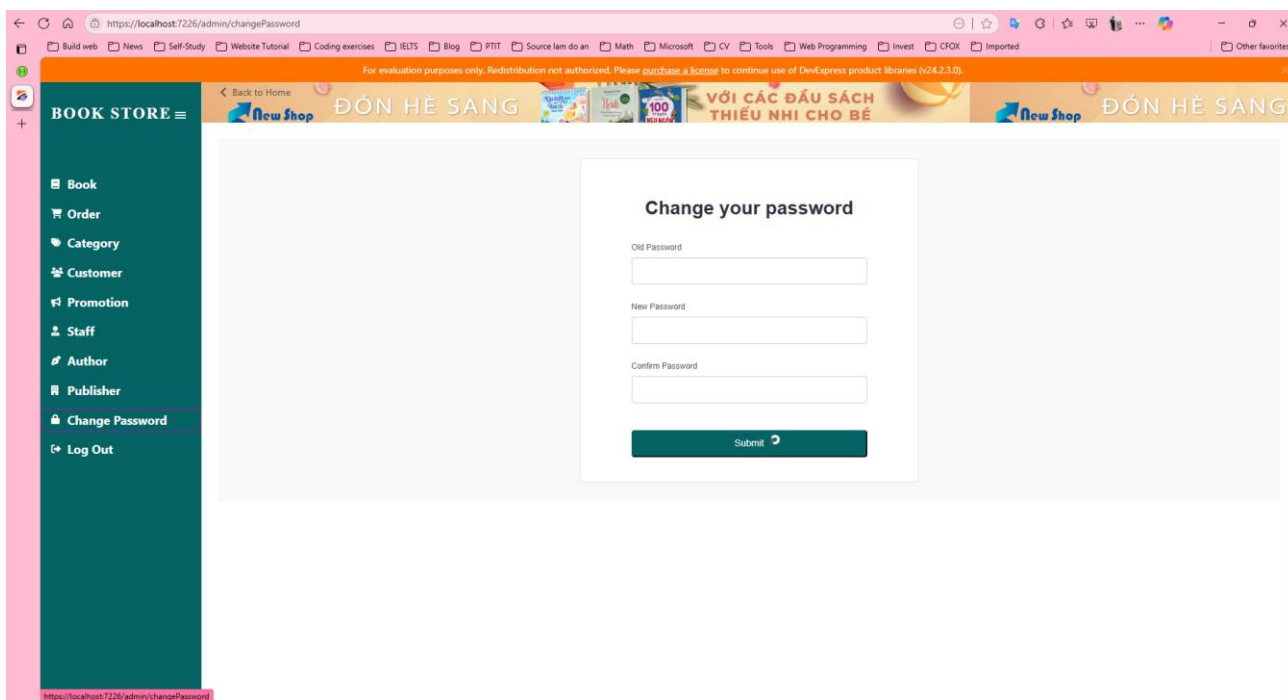 https://localhost:7226/admin/changePassword
Build web News Self-Study Website Tutorial Coding exercises IELTS Blog PTIT Source lam do an Math Microsoft CV Tools Web Programming Invest CFOX Imported Other favorites
For evaluation purposes only. Redistribution not authorized. Please purchase a license to continue use of DevExpress product libraries (v24.2.3.0).
BOOK STORE
Back to Home
New Shop ĐÓN HÈ SANG
100
VỚI CÁC ĐẦU SÁCH
THIẾU NHI CHO BÉ
New Shop ĐÓN HÈ SANG
Book
Order
Category
Customer
Promotion
Staff
Author
Publisher
Change Password
Log Out
Change your password
Old Password
New Password
Confirm Password
Submit
https://localhost:7226/admin/changePassword